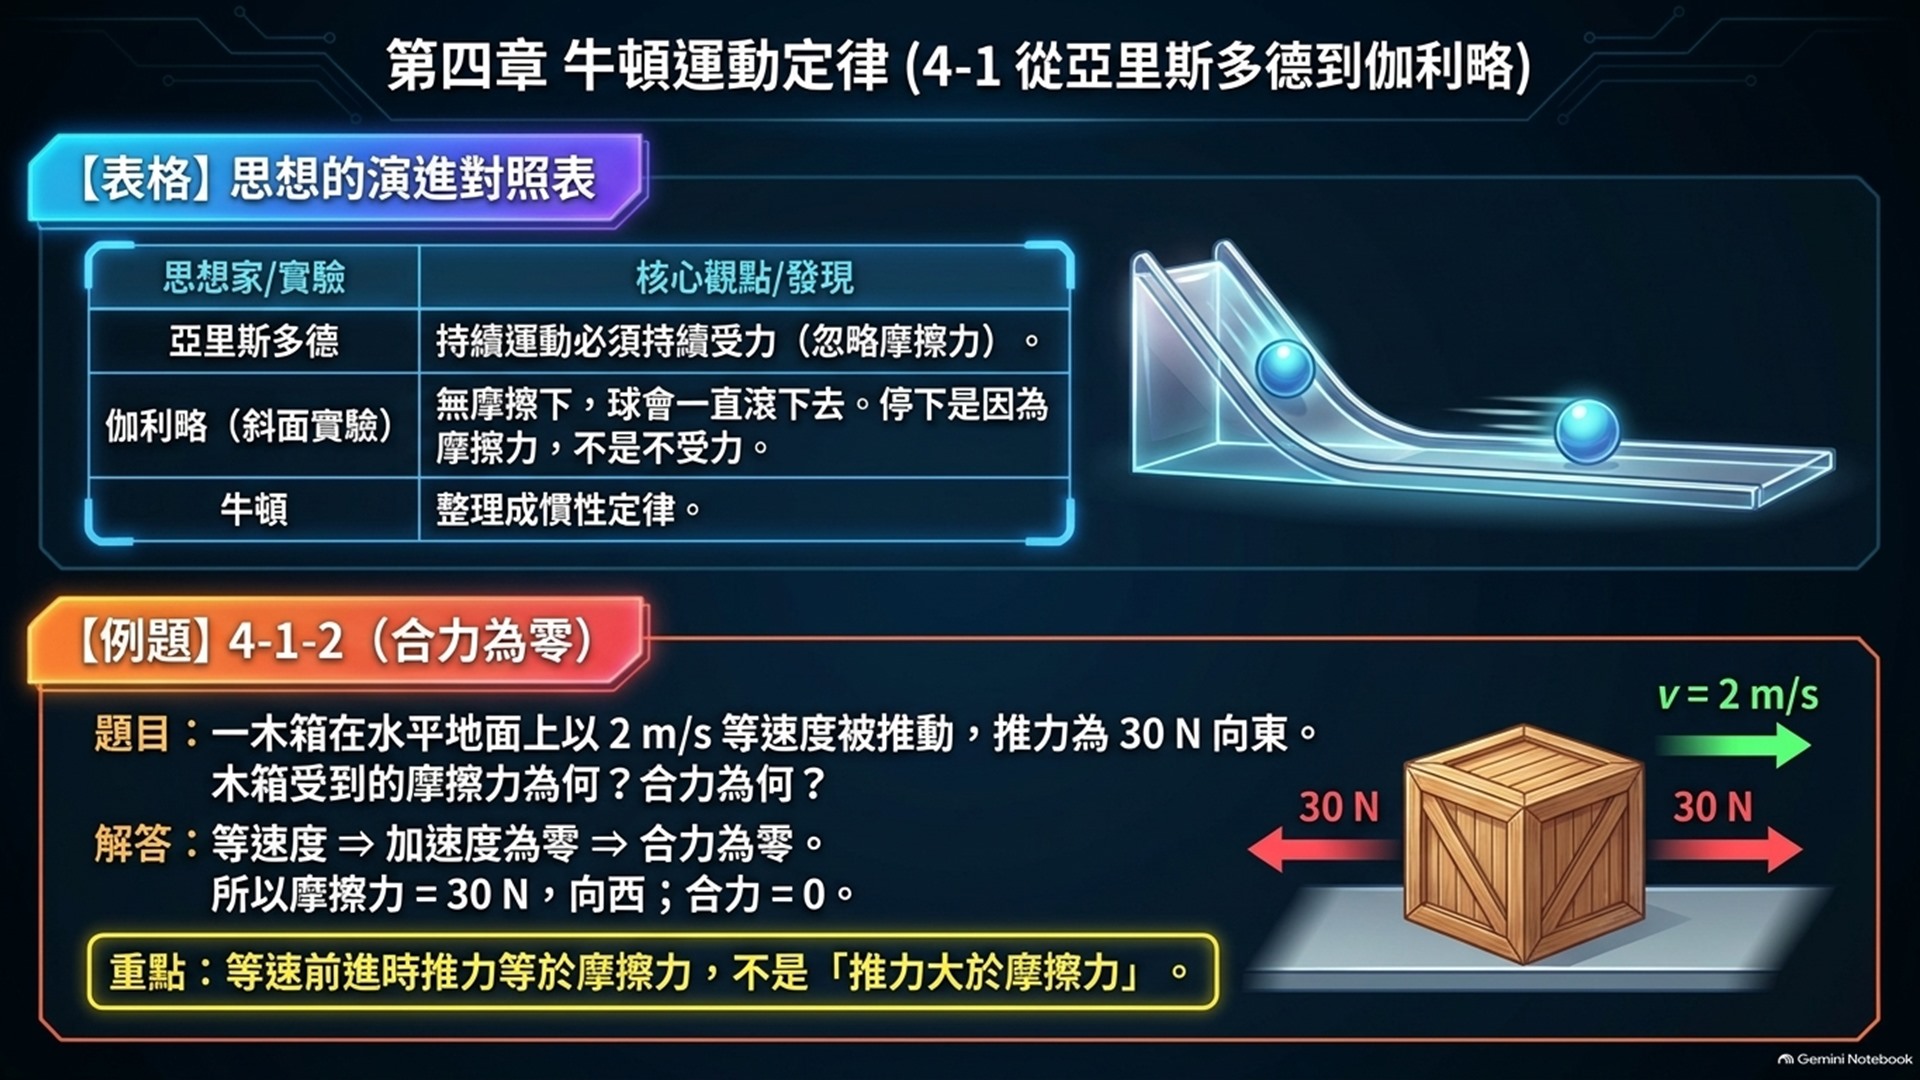 第四章 牛頓運動定律 (4-1 從亞里斯多德到伽利略)
【表格】思想的演進對照表
思想家/實驗
核心觀點/發現
亞里斯多德
持續運動必須持續受力（忽略摩擦力）。
伽利略（斜面實驗）
無摩擦下，球會一直滾下去。停下是因為
摩擦力，不是不受力。
牛頓
整理成慣性定律。
【例題】4-1-2（合力為零）
題目：一木箱在水平地面上以 2 m/s 等速度被推動，推力為 30 N 向東。
木箱受到的摩擦力為何？合力為何？
解答：等速度 ⇒ 加速度為零 ⇒ 合力為零。
所以摩擦力 = 30 N，向西；合力 = 0。
重點：等速前進時推力等於摩擦力，不是「推力大於摩擦力」。
v = 2 m/s
30 N
30 N
Gemini Notebook